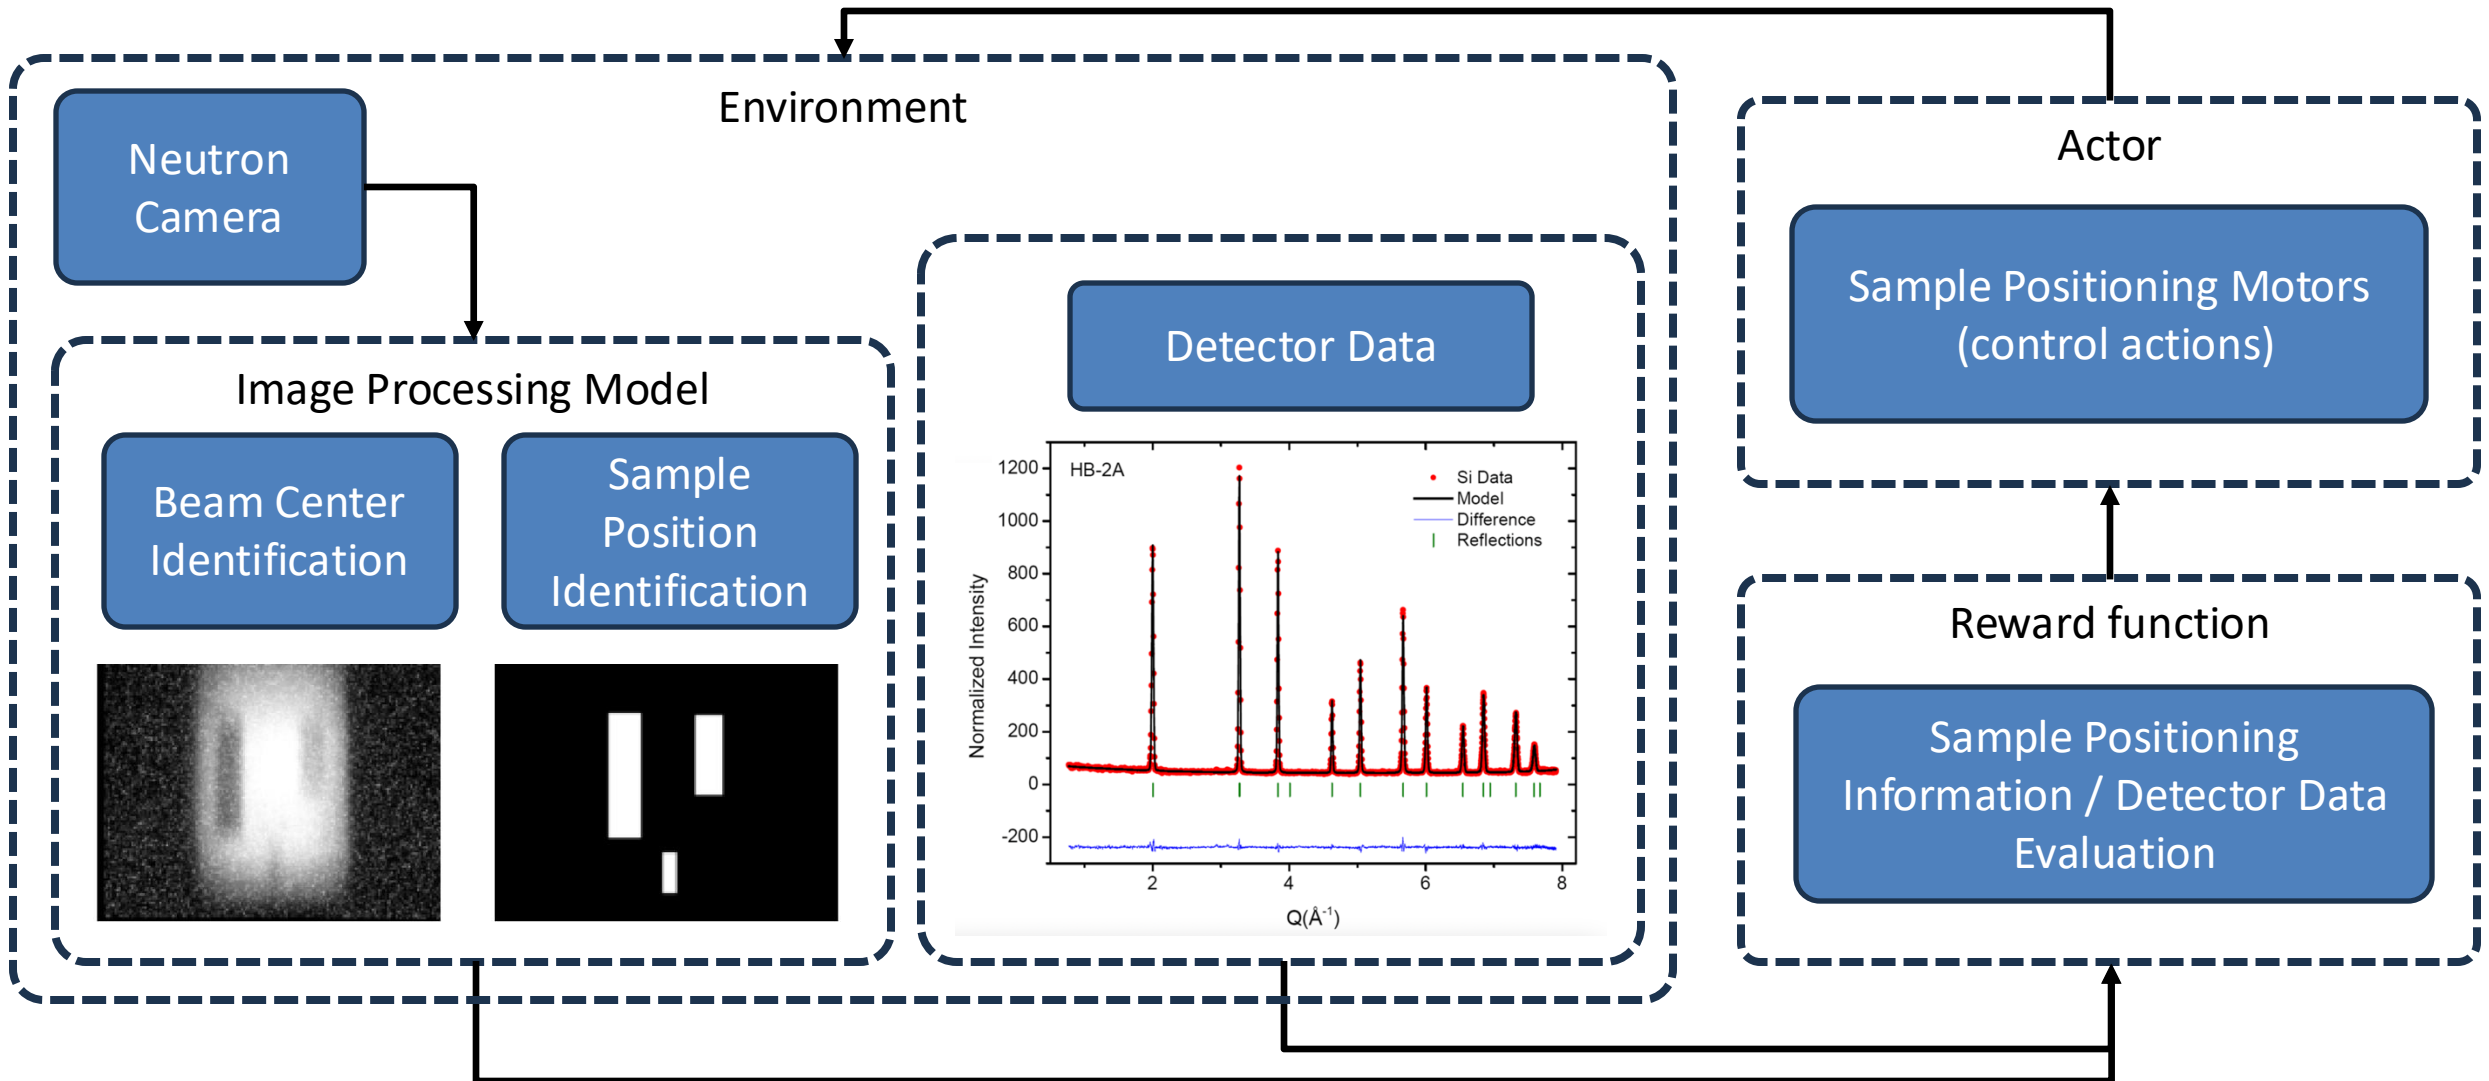 Environment
Neutron
Camera
Image Processing Model
Beam Center
Identification
Sample
Position
Identification
Detector Data
HB-2A
Si Data
Model
Difference
Reflections
Normalized Intensity
1200
1000
800
600
400
200
0
-200
2
4
6
8
Q(Å⁻¹)
Actor
Sample Positioning Motors
(control actions)
Reward function
Sample Positioning
Information / Detector Data
Evaluation